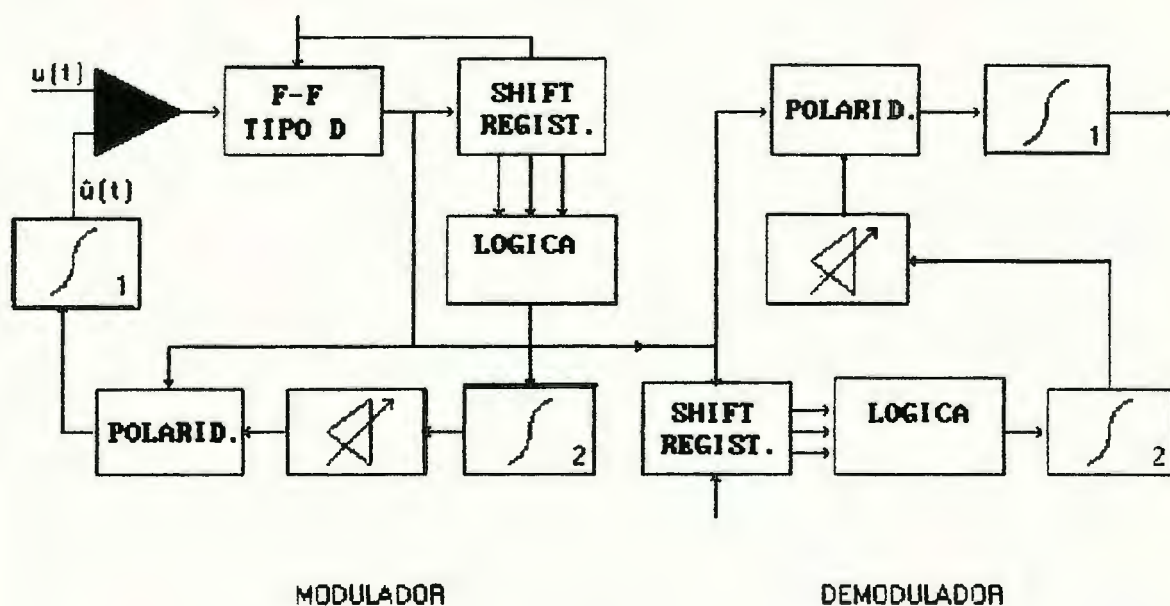 u(t)
F-F
TIPO D
SHIFT
REGIST.
POLARID.
1
û(t)
1
LOGICA
POLARID.
2
SHIFT
REGIST.
LOGICA
2
MODULADOR
DEMODULADOR